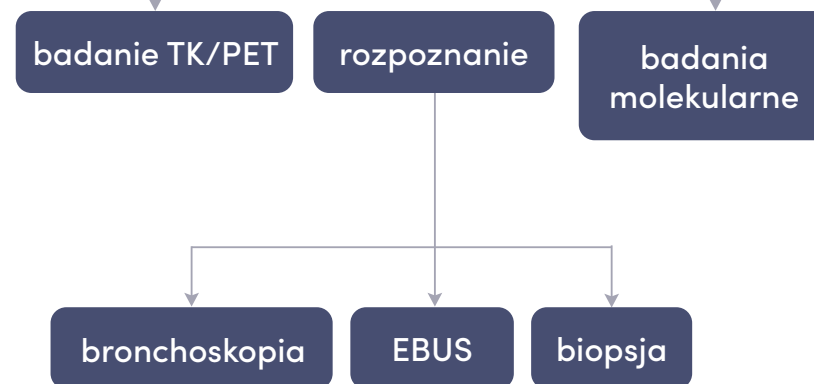 badanie TK/PET
rozpoznanie
badania
molekularne
bronchoskopia
EBUS
biopsja